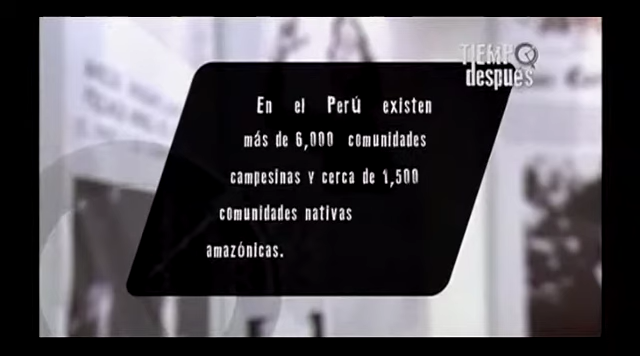 TIEMPO
después
En el Perú existen
más de 6,000 comunidades
campesinas y cerca de 1,500
comunidades nativas
amazónicas.